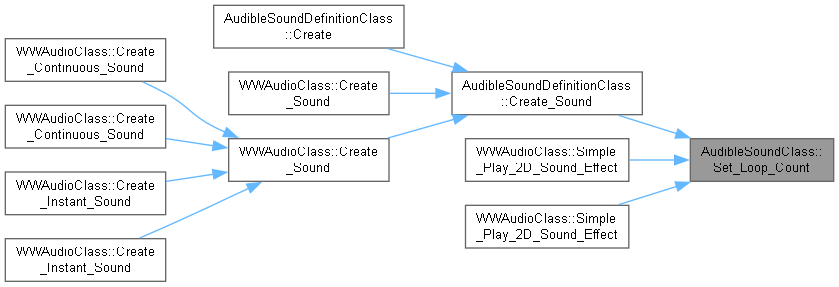 WWAudioClass::Create
_Continuous_Sound
WWAudioClass::Create
_Continuous_Sound
WWAudioClass::Create
_Instant_Sound
WWAudioClass::Create
_Instant_Sound
AudibleSoundDefinitionClass
::Create
WWAudioClass::Create
_Sound
WWAudioClass::Create
_Sound
AudibleSoundDefinitionClass
::Create_Sound
WWAudioClass::Simple
_Play_2D_Sound_Effect
WWAudioClass::Simple
_Play_2D_Sound_Effect
AudibleSoundClass::
Set_Loop_Count